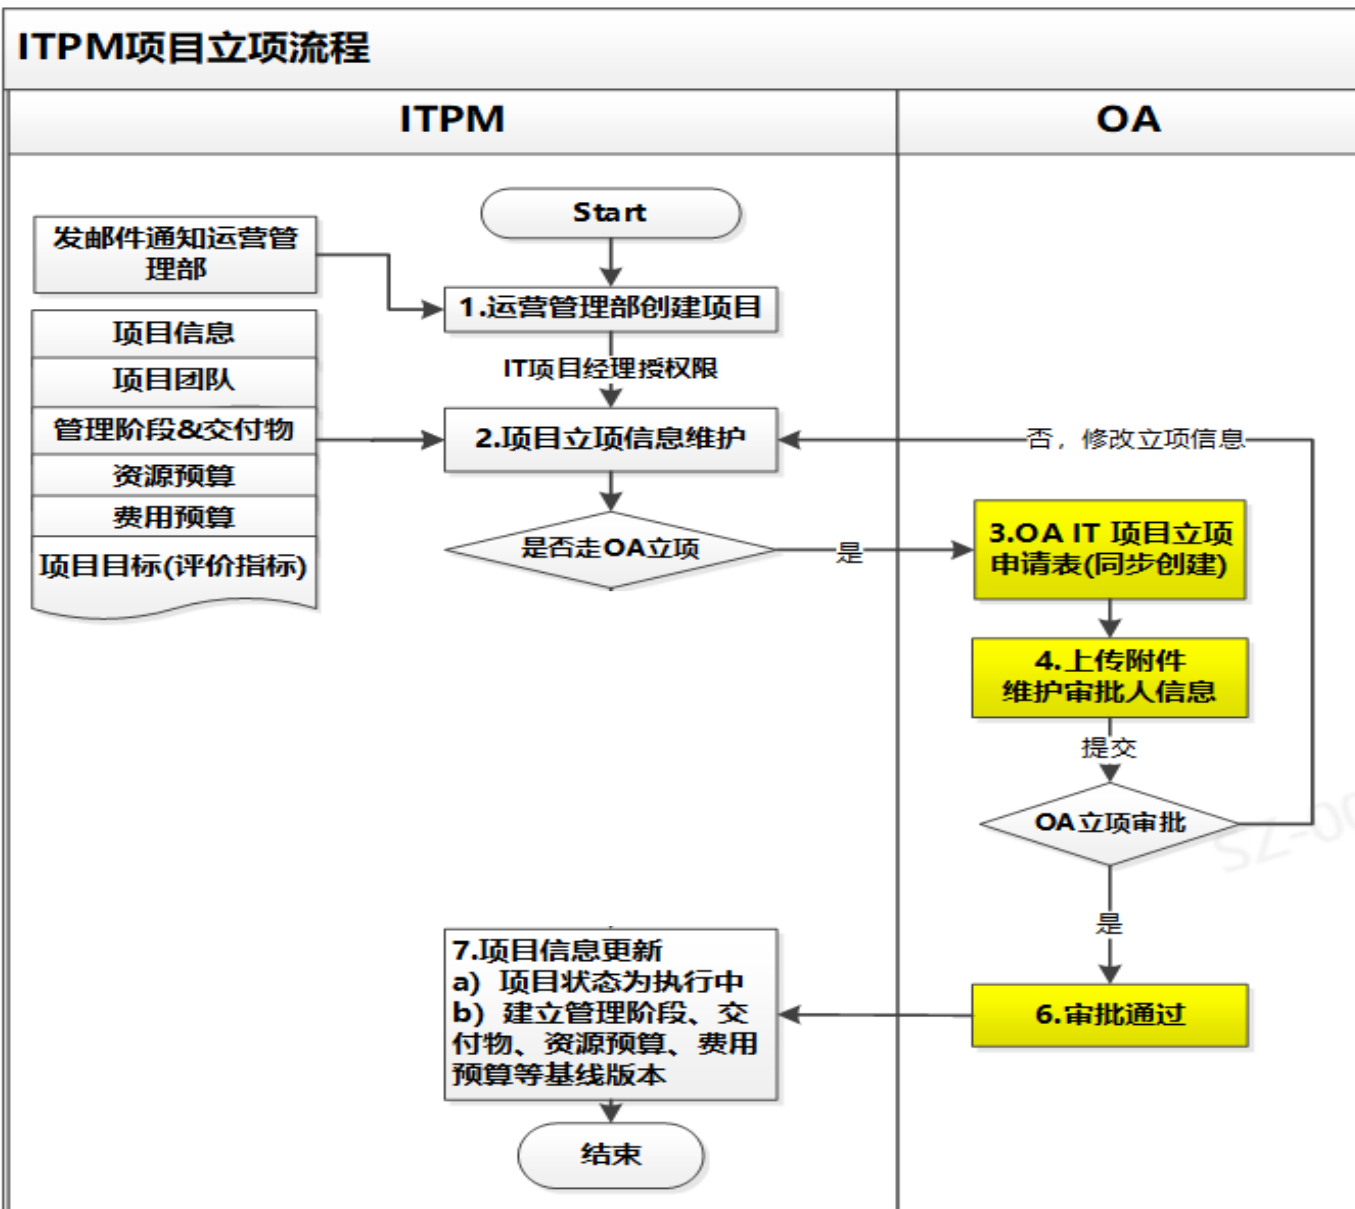 ITPM项目立项流程
ITPM
OA
Start
发邮件通知运营管
理部
1.运营管理部创建项目
项目信息
IT项目经理授权限
项目团队
管理阶段&交付物
2.项目立项信息维护
否，修改立项信息
资源预算
费用预算
3.OA IT 项目立项
申请表(同步创建)
是否走OA立项
是
项目目标(评价指标)
4.上传附件
维护审批人信息
提交
OA立项审批
SZ-00
是
7.项目信息更新
a) 项目状态为执行中
b) 建立管理阶段、交
付物、资源预算、费用
预算等基线版本
6.审批通过
结束